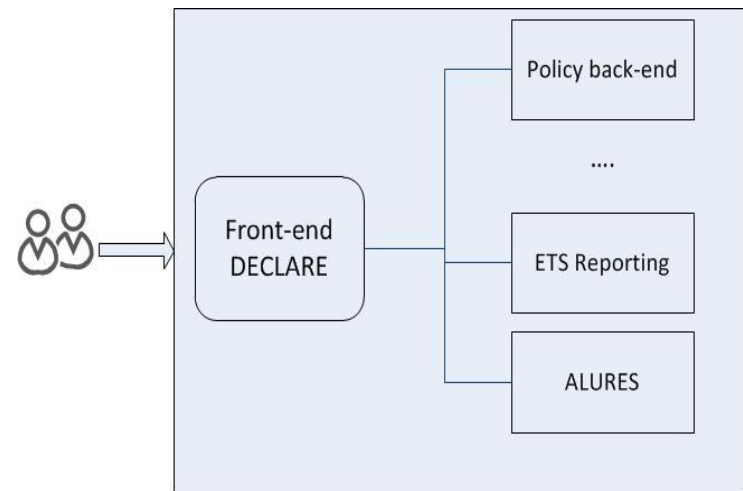 Policy back-end
....
Front-end
DECLARE
ETS Reporting
ALURES